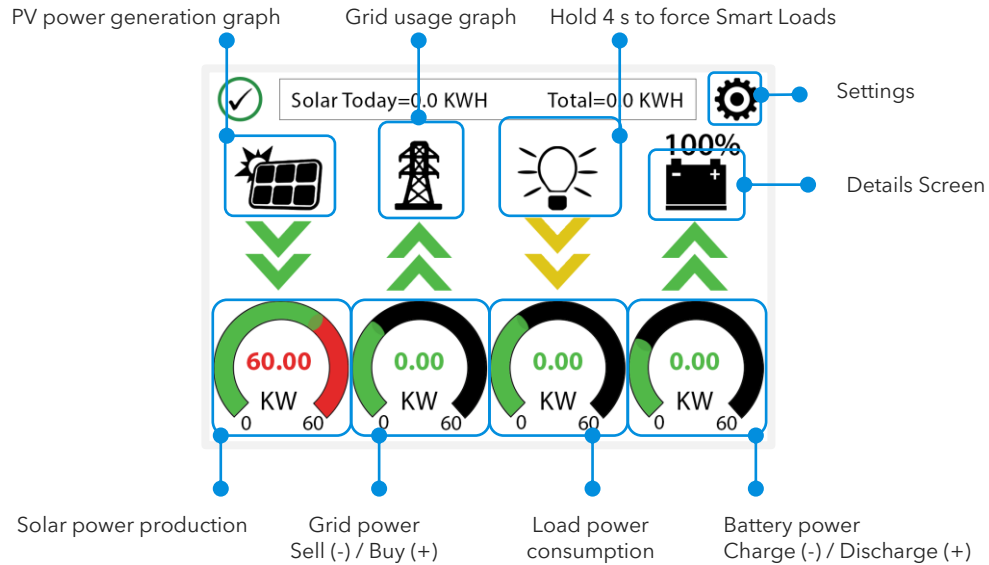 PV power generation graph
Grid usage graph
Hold 4 s to force Smart Loads
Solar Today=0.0 KWH Total=0.0 KWH
Settings
100%
- +
Details Screen
60.00
KW
0 60
0.00
KW
0 60
0.00
KW
0 60
0.00
KW
0 60
Solar power production
Grid power
Sell (-) / Buy (+)
Load power
consumption
Battery power
Charge (-) / Discharge (+)